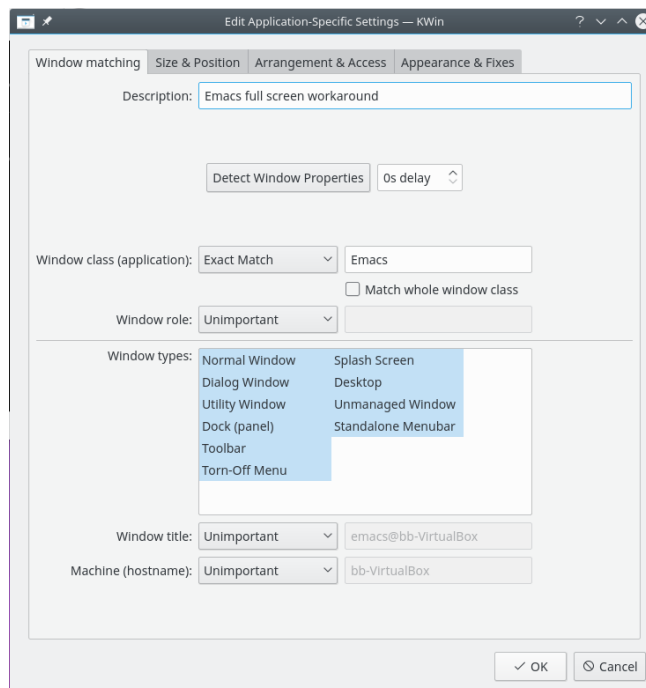 Edit Application-Specific Settings — KWin
Window matching Size & Position Arrangement & Access Appearance & Fixes
Description: Emacs full screen workaround
Detect Window Properties 0s delay
Window class (application): Exact Match Emacs
Match whole window class
Window role: Unimportant
Window types: Normal Window Splash Screen
Dialog Window Desktop
Utility Window Unmanaged Window
Dock (panel) Standalone Menubar
Toolbar
Torn-Off Menu
Window title: Unimportant emacs@bb-VirtualBox
Machine (hostname): Unimportant bb-VirtualBox
OK Cancel